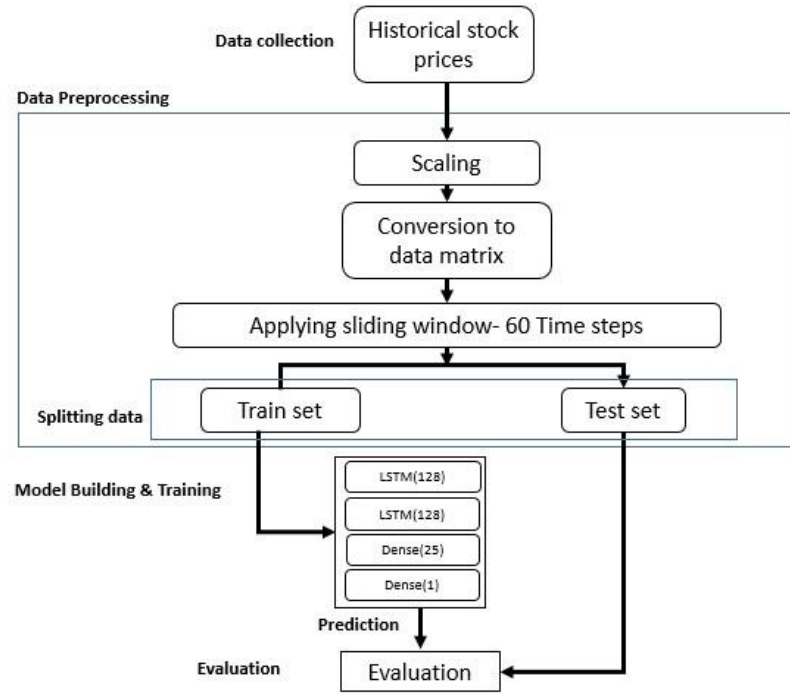 Data collection
Historical stock
prices
Data Preprocessing
Scaling
Conversion to
data matrix
Applying sliding window- 60 Time steps
Splitting data
Train set
Test set
Model Building & Training
LSTM(128)
LSTM(128)
Dense(25)
Dense(1)
Prediction
Evaluation
Evaluation